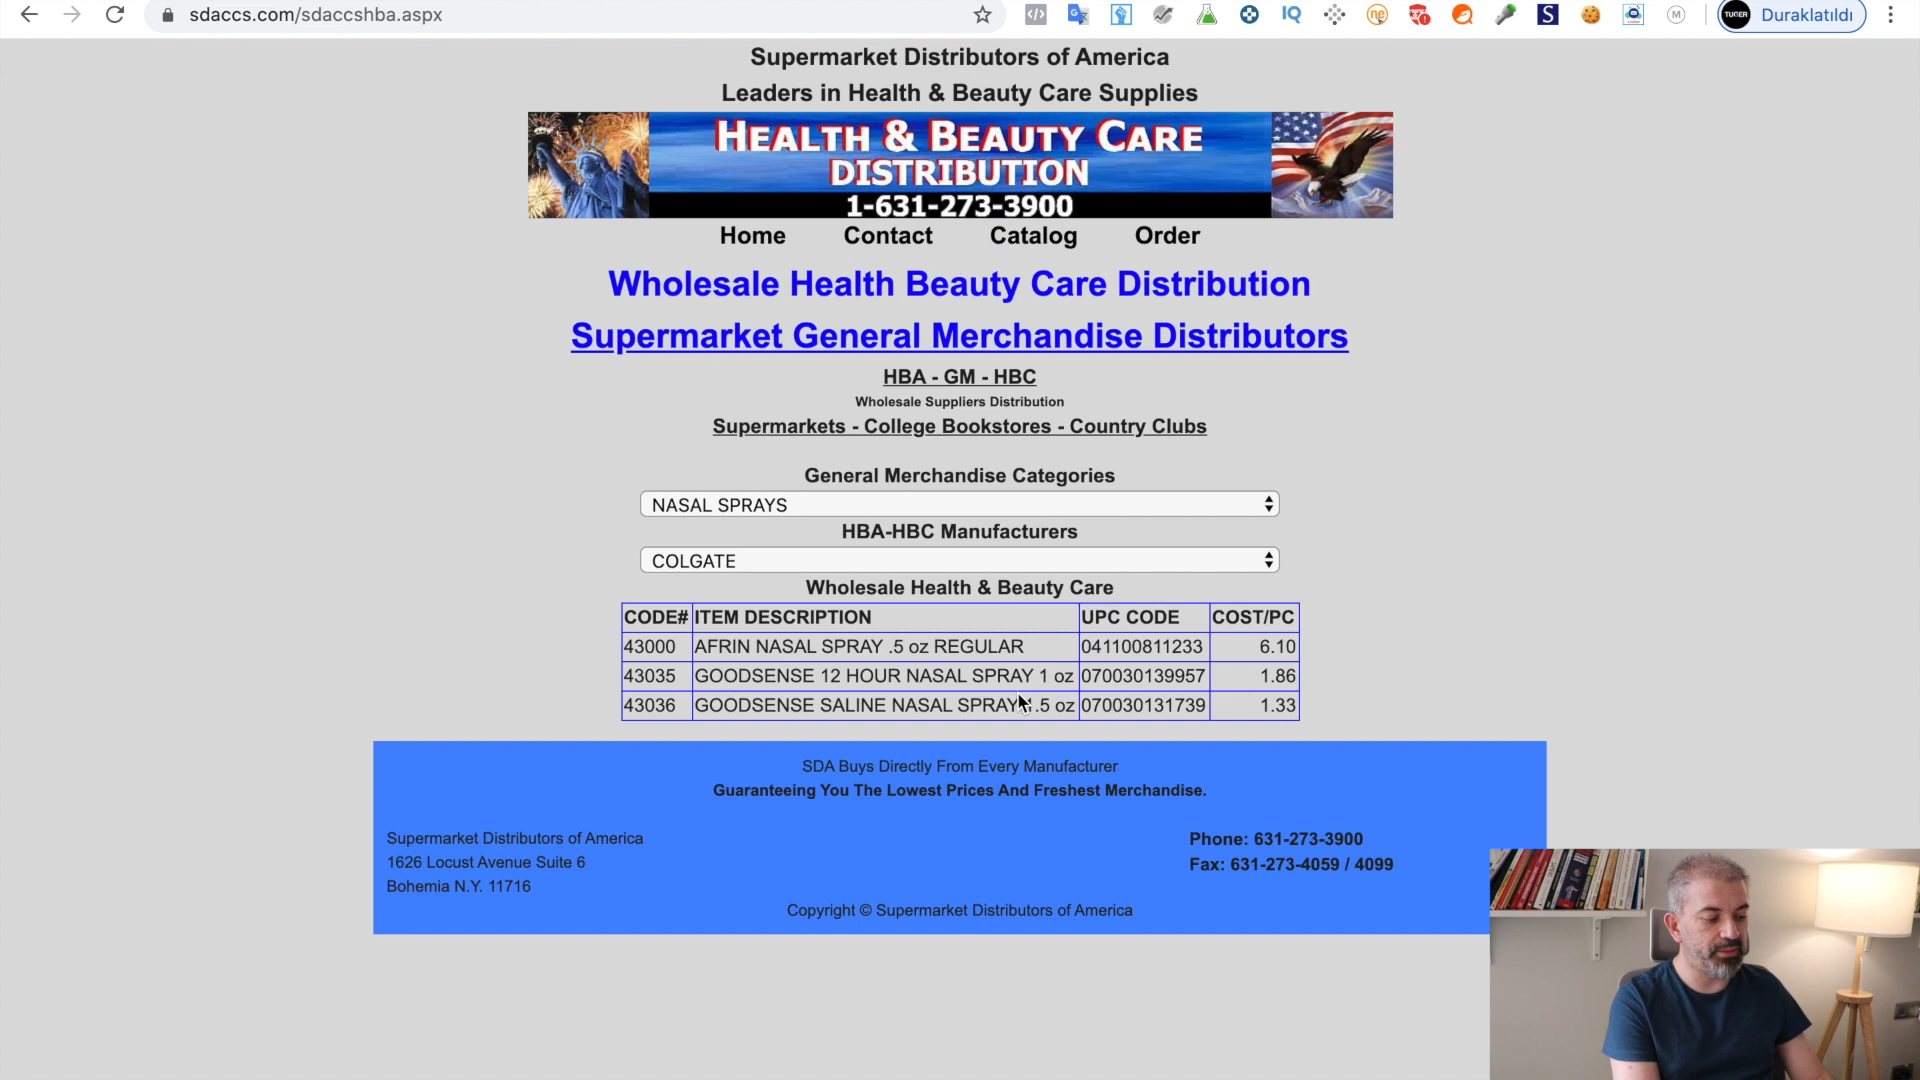 sdaccs.com/sdaccshba.aspx
IQ
ne
S
M
TUGER
Duraklatıldı
Supermarket Distributors of America
Leaders in Health & Beauty Care Supplies
HEALTH & BEAUTY CARE
DISTRIBUTION
1-631-273-3900
Home Contact Catalog Order
Wholesale Health Beauty Care Distribution
Supermarket General Merchandise Distributors
HBA - GM - HBC
Wholesale Suppliers Distribution
Supermarkets - College Bookstores - Country Clubs
General Merchandise Categories
NASAL SPRAYS
HBA-HBC Manufacturers
COLGATE
Wholesale Health & Beauty Care
CODE# ITEM DESCRIPTION UPC CODE COST/PC
43000 AFRIN NASAL SPRAY .5 oz REGULAR 041100811233 6.10
43035 GOODSENSE 12 HOUR NASAL SPRAY 1 oz 070030139957 1.86
43036 GOODSENSE SALINE NASAL SPRAY .5 oz 070030131739 1.33
SDA Buys Directly From Every Manufacturer
Guaranteeing You The Lowest Prices And Freshest Merchandise.
Supermarket Distributors of America
1626 Locust Avenue Suite 6
Bohemia N.Y. 11716
Phone: 631-273-3900
Fax: 631-273-4059 / 4099
Copyright © Supermarket Distributors of America